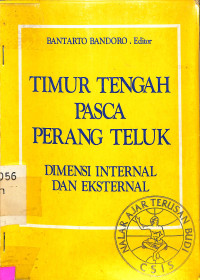 BANTARTO BANDORO . Editor
TIMUR TENGAH
PASCA
PERANG TELUK
DIMENSI INTERNAL
DAN EKSTERNAL
056
NALAR AJAR TERUSAN BUDI
CSIS